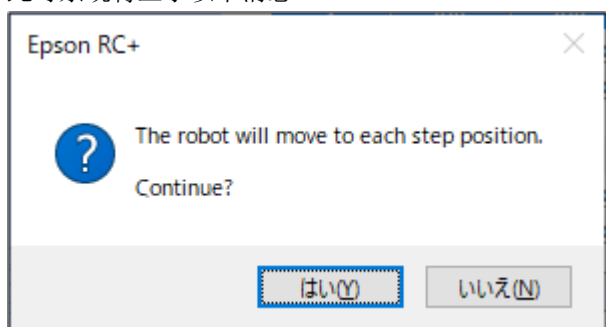 Epson RC+
The robot will move to each step position.
Continue?
はい(Y)
いいえ(N)